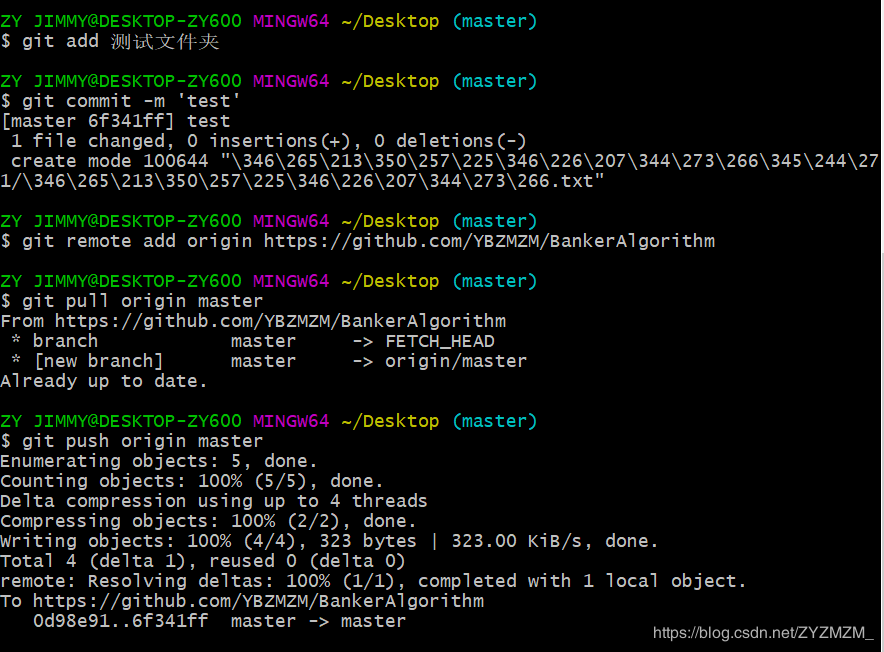 ZY JIMMY@DESKTOP-ZY600 MINGW64 ~/Desktop (master)
$ git add 测试文件夹
ZY JIMMY@DESKTOP-ZY600 MINGW64 ~/Desktop (master)
$ git commit -m 'test'
[master 6f341ff] test
 1 file changed, 0 insertions(+), 0 deletions(-)
 create mode 100644 "\346\265\213\350\257\225\346\226\207\344\273\266\345\244\27
1/\346\265\213\350\257\225\346\226\207\344\273\266.txt"
ZY JIMMY@DESKTOP-ZY600 MINGW64 ~/Desktop (master)
$ git remote add origin https://github.com/YBZMZM/BankerAlgorithm
ZY JIMMY@DESKTOP-ZY600 MINGW64 ~/Desktop (master)
$ git pull origin master
From https://github.com/YBZMZM/BankerAlgorithm
 * branch            master     -> FETCH_HEAD
 * [new branch]      master     -> origin/master
Already up to date.
ZY JIMMY@DESKTOP-ZY600 MINGW64 ~/Desktop (master)
$ git push origin master
Enumerating objects: 5, done.
Counting objects: 100% (5/5), done.
Delta compression using up to 4 threads
Compressing objects: 100% (2/2), done.
Writing objects: 100% (4/4), 323 bytes | 323.00 KiB/s, done.
Total 4 (delta 1), reused 0 (delta 0)
remote: Resolving deltas: 100% (1/1), completed with 1 local object.
To https://github.com/YBZMZM/BankerAlgorithm
   0d98e91..6f341ff  master -> master
https://blog.csdn.net/ZYZMZM_